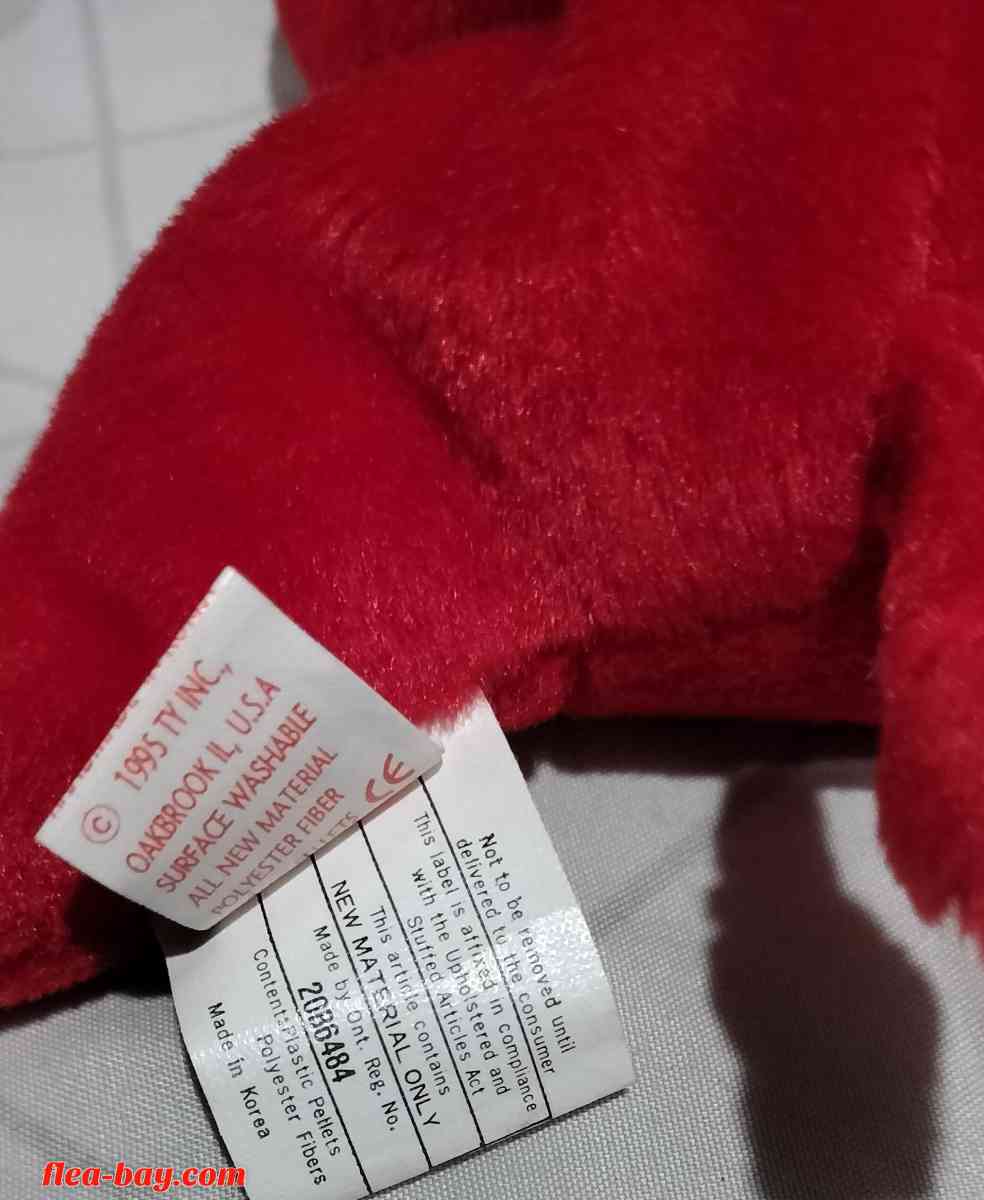 © 1995 TY INC.,
OAKBROOK IL, U.S.A
SURFACE WASHABLE
ALL NEW MATERIAL
POLYESTER FIBER
CE
Not to be removed until
delivered to the consumer
This label is affixed in compliance
with the Upholstered and
Stuffed Articles Act
This article contains
NEW MATERIAL ONLY
Made by Ont. Reg. No.
20B6484
Content:Plastic Pellets
Polyester Fibers
Made in Korea
flea-bay.com